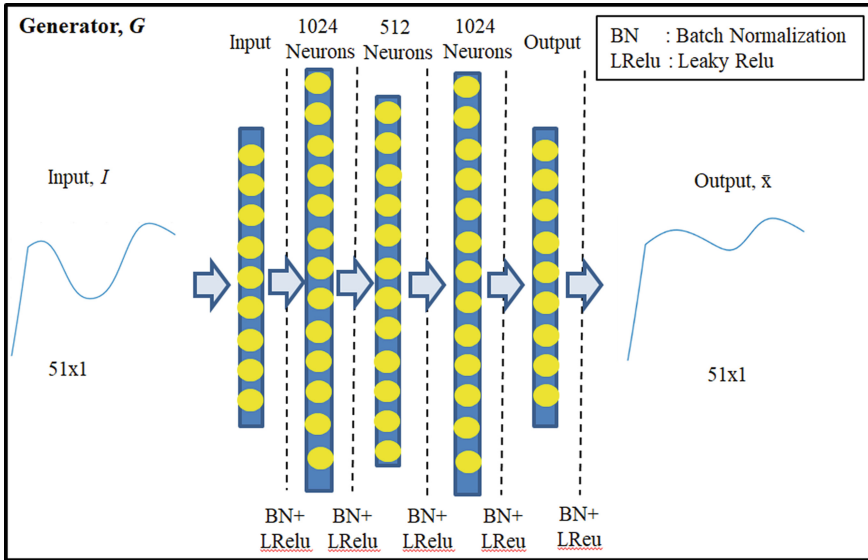 Generator, G
Input
1024
Neurons
512
Neurons
1024
Neurons
Output
BN : Batch Normalization
LRelu : Leaky Relu
Input, I
51x1
Output, x̄
51x1
BN+
LRelu
BN+
LRelu
BN+
LRelu
BN+
LReu
BN+
LReu